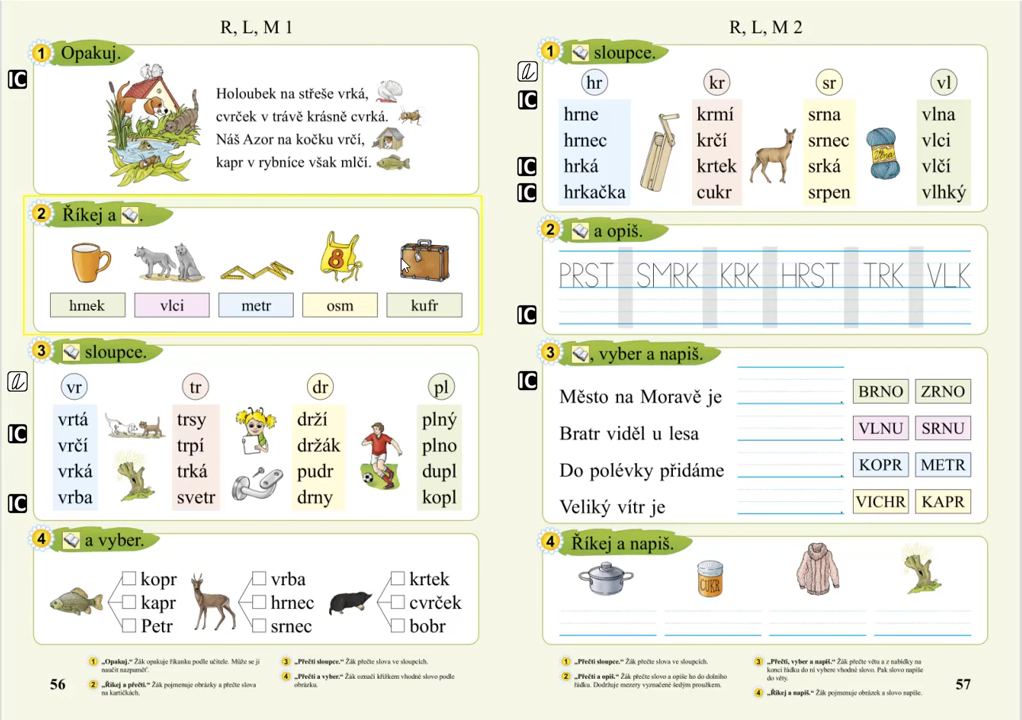 R, L, M 1
1 Opakuj.
Holoubek na střeše vrká,
cvrček v trávě krásně cvrká.
Náš Azor na kočku vrčí,
kapr v rybníce však mlčí.
2 Říkej a .
8
hrnek vlci metr osm kufr
3 sloupce.
vr tr dr pl
vrtá trsy drží plný
vrčí trpí držák plno
vrká trká pudr dupl
vrba svetr drny kopl
4 a vyber.
kopr vrba krtek
kapr hrnec cvrček
Petr srnec bobr
1 „Opakuj.“ Žák opakuje říkanku podle učitele. Může se ji
naučit nazpaměť.
2 „Říkej a přečti.“ Žák pojmenuje obrázky a přečte slova
na kartičkách.
3 „Přečti sloupce.“ Žák přečte slova ve sloupcích.
4 „Přečti a vyber.“ Žák označí křížkem vhodné slovo podle
obrázku.
56
R, L, M 2
1 sloupce.
hr kr sr vl
hrne krmí srna vlna
hrnec krčí srnec vlci
hrká krtek srká vlčí
hrkačka cukr srpen vlhký
2 a opiš.
PRST SMRK KRK HRST TRK VLK
3 , vyber a napiš.
Město na Moravě je . BRNO ZRNO
Bratr viděl u lesa . VLNU SRNU
Do polévky přidáme . KOPR METR
Veliký vítr je . VICHR KAPR
4 Říkej a napiš.
CUKR
1 „Přečti sloupce.“ Žák přečte slova ve sloupcích.
2 „Přečti a opiš.“ Žák přečte slovo a opíše ho do dolního
řádku. Dodržuje mezery vyznačené šedým proužkem.
3 „Přečti, vyber a napiš.“ Žák přečte větu a z nabídky na
konci řádku do ní vybere vhodné slovo. Pak slovo napíše
do věty.
4 „Říkej a napiš.“ Žák pojmenuje obrázek a slovo napíše.
57